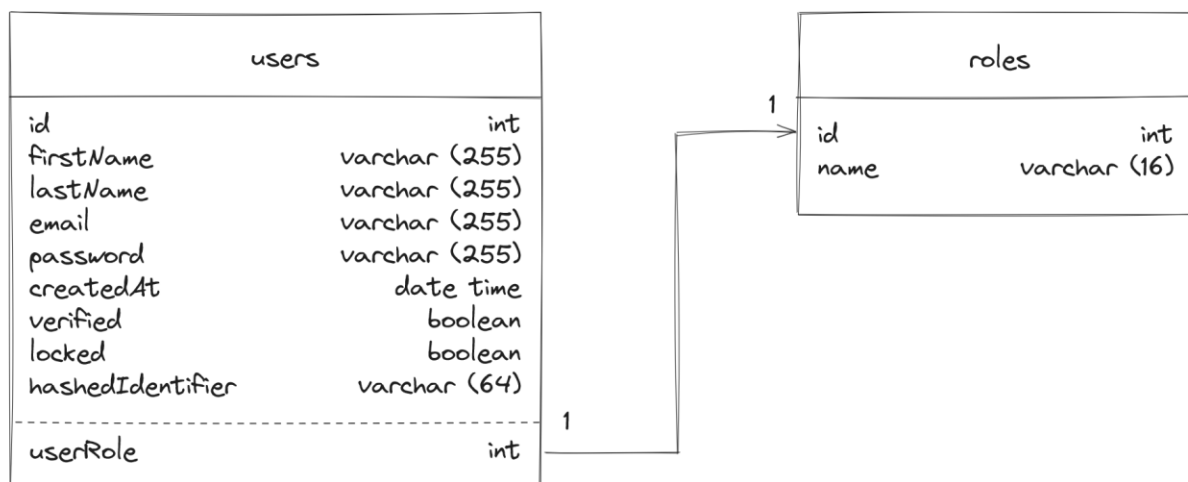 users
id int
firstName varchar (255)
lastName varchar (255)
email varchar (255)
password varchar (255)
createdAt date time
verified boolean
locked boolean
hashedIdentifier varchar (64)
userRole int
1
1
roles
id int
name varchar (16)